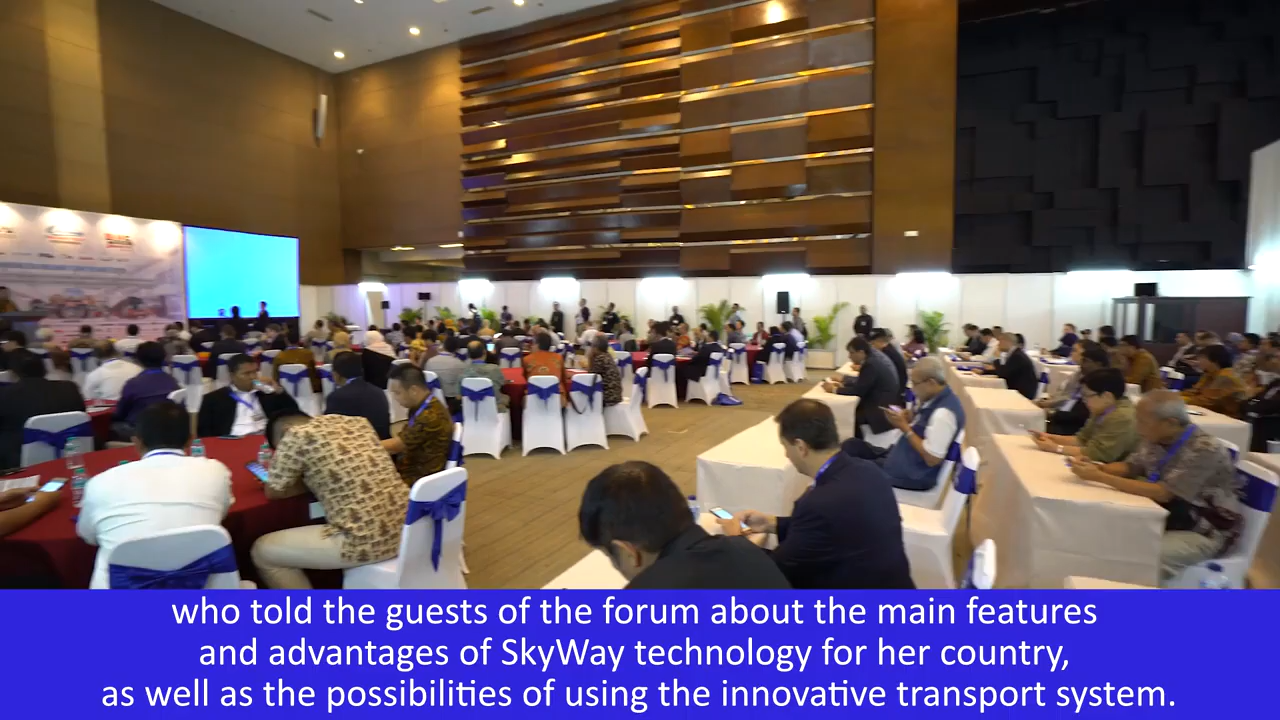 who told the guests of the forum about the main features
and advantages of SkyWay technology for her country,
as well as the possibilities of using the innovative transport system.